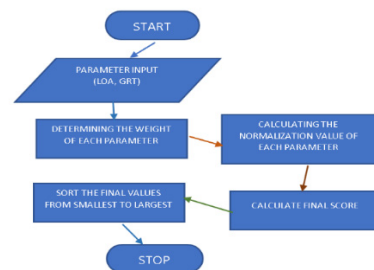 START
PARAMETER INPUT
(LOA, GRT)
DETERMINING THE WEIGHT
OF EACH PARAMETER
CALCULATING THE
NORMALIZATION VALUE OF
EACH PARAMETER
CALCULATE FINAL SCORE
SORT THE FINAL VALUES
FROM SMALLEST TO LARGEST
STOP